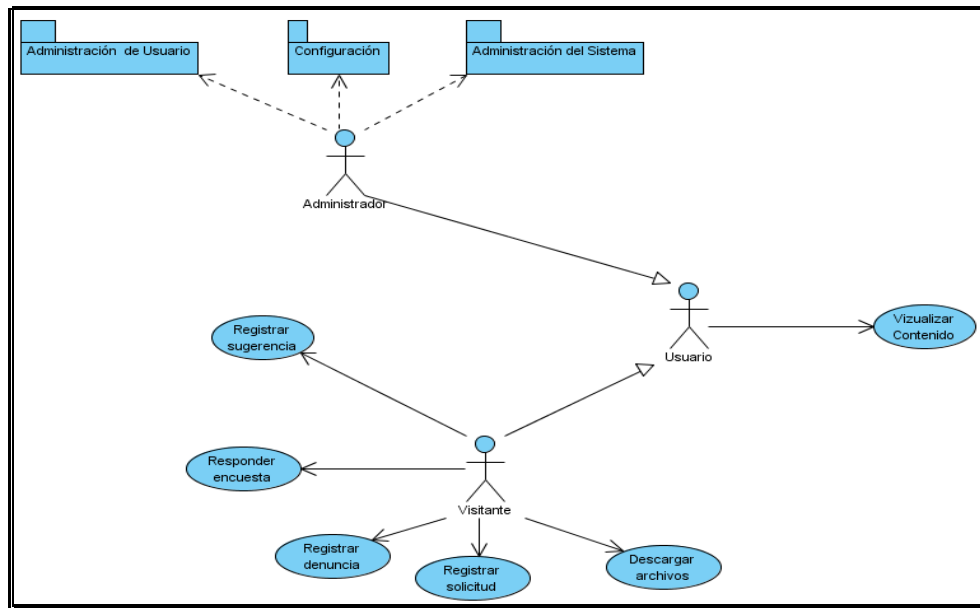 Administración de Usuario
Configuración
Administración del Sistema
Administrador
Usuario
Vizualizar
Contenido
Registrar
sugerencia
Responder
encuesta
Visitante
Registrar
denuncia
Registrar
solicitud
Descargar
archivos